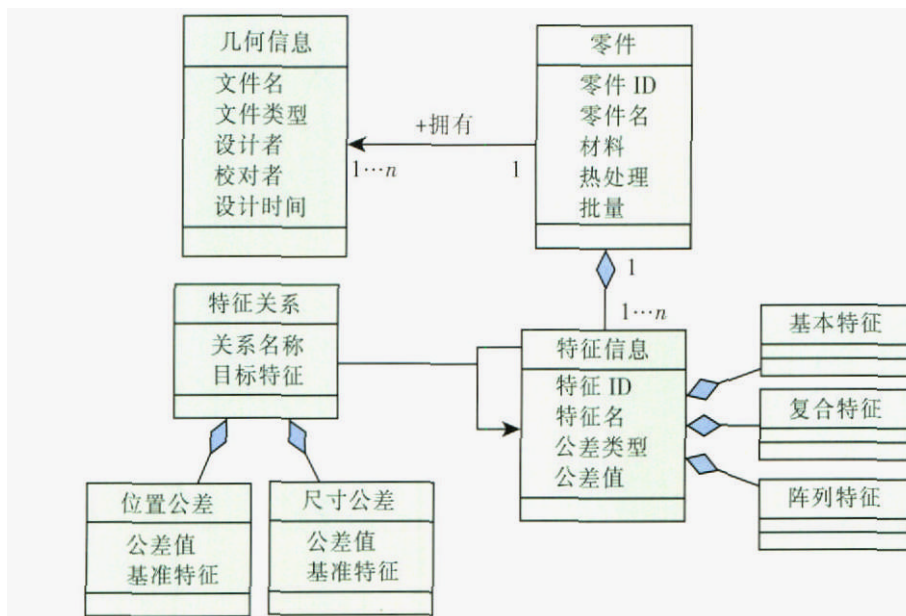 几何信息
文件名
文件类型
设计者
校对者
设计时间
+拥有
1…n
1
零件
零件 ID
零件名
材料
热处理
批量
1
1…n
特征关系
关系名称
目标特征
特征信息
特征 ID
特征名
公差类型
公差值
基本特征
复合特征
阵列特征
位置公差
公差值
基准特征
尺寸公差
公差值
基准特征